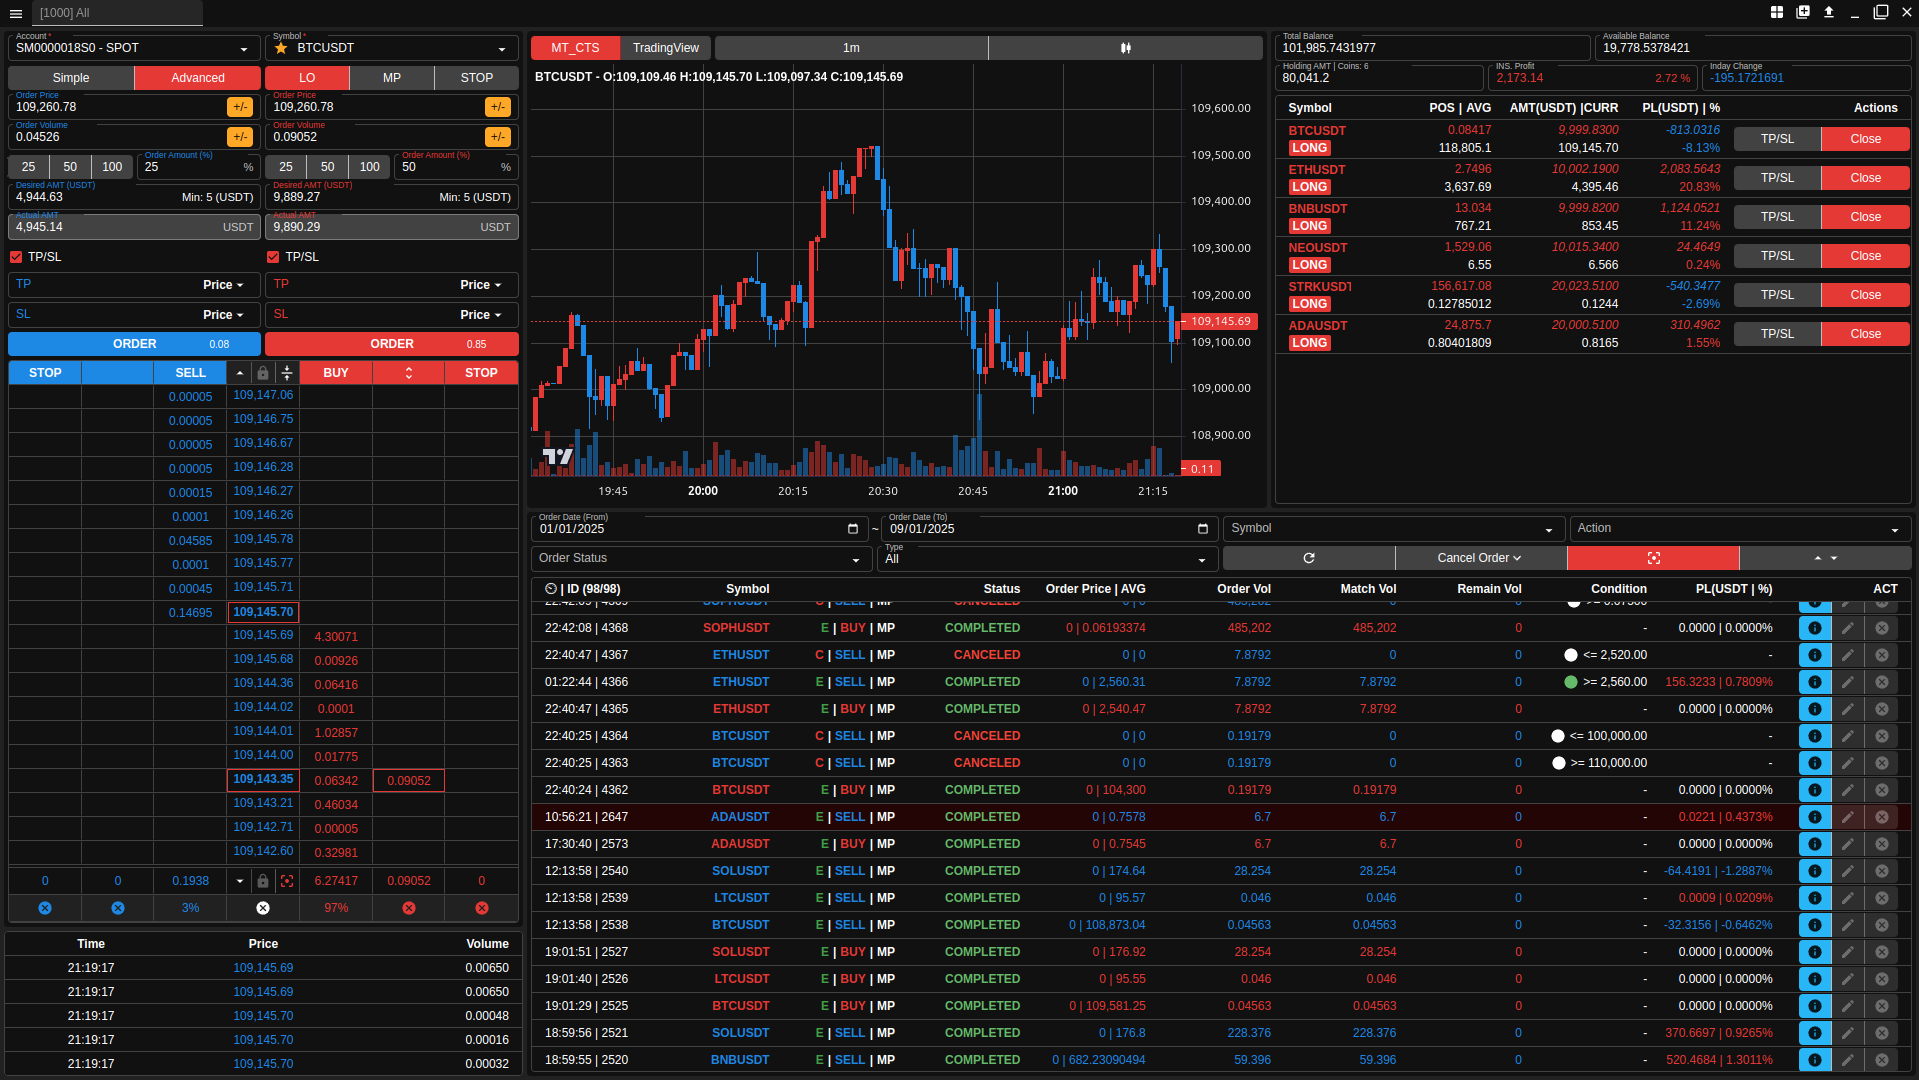 [1000] All
Account *
SM0000018S0 - SPOT
Symbol *
BTCUSDT
Simple
Advanced
LO
MP
STOP
Order Price
109,260.78
+/-
Order Price
109,260.78
+/-
Order Volume
0.04526
+/-
Order Volume
0.09052
+/-
25
50
100
Order Amount (%)
25
%
25
50
100
Order Amount (%)
50
%
Desired AMT (USDT)
4,944.63
Min: 5 (USDT)
Desired AMT (USDT)
9,889.27
Min: 5 (USDT)
Actual AMT
4,945.14
USDT
Actual AMT
9,890.29
USDT
TP/SL
TP/SL
TP
Price
TP
Price
SL
Price
SL
Price
ORDER 0.08
ORDER 0.85
STOP SELL BUY STOP
0.00005 109,147.06
0.00005 109,146.75
0.00005 109,146.67
0.00005 109,146.28
0.00015 109,146.27
0.0001 109,146.26
0.04585 109,145.78
0.0001 109,145.77
0.00045 109,145.71
0.14695 109,145.70
109,145.69 4.30071
109,145.68 0.00926
109,144.36 0.06416
109,144.02 0.0001
109,144.01 1.02857
109,144.00 0.01775
109,143.35 0.06342 0.09052
109,143.21 0.46034
109,142.71 0.00005
109,142.60 0.32981
0 0 0.1938 6.27417 0.09052 0
3% 97%
Time Price Volume
21:19:17 109,145.69 0.00650
21:19:17 109,145.69 0.00650
21:19:17 109,145.70 0.00048
21:19:17 109,145.70 0.00016
21:19:17 109,145.70 0.00032
MT_CTS
TradingView
1m
BTCUSDT - O:109,109.46 H:109,145.70 L:109,097.34 C:109,145.69
109,600.00
109,500.00
109,400.00
109,300.00
109,200.00
109,145.69
109,100.00
109,000.00
108,900.00
0.11
19:45 20:00 20:15 20:30 20:45 21:00 21:15
Total Balance
101,985.7431977
Available Balance
19,778.5378421
Holding AMT | Coins: 6
80,041.2
INS. Profit
2,173.14
2.72 %
Inday Change
-195.1721691
Symbol POS | AVG AMT(USDT) |CURR PL(USDT) | % Actions
BTCUSDT 0.08417 9,999.8300 -813.0316
LONG 118,805.1 109,145.70 -8.13%
TP/SL Close
ETHUSDT 2.7496 10,002.1900 2,083.5643
LONG 3,637.69 4,395.46 20.83%
TP/SL Close
BNBUSDT 13.034 9,999.8200 1,124.0521
LONG 767.21 853.45 11.24%
TP/SL Close
NEOUSDT 1,529.06 10,015.3400 24.4649
LONG 6.55 6.566 0.24%
TP/SL Close
STRKUSDT 156,617.08 20,023.5100 -540.3477
LONG 0.12785012 0.1244 -2.69%
TP/SL Close
ADAUSDT 24,875.7 20,000.5100 310.4962
LONG 0.80401809 0.8165 1.55%
TP/SL Close
Order Date (From)
01/01/2025
~
Order Date (To)
09/01/2025
Symbol
Action
Order Status
Type
All
Cancel Order
| ID (98/98) Symbol Status Order Price | AVG Order Vol Match Vol Remain Vol Condition PL(USDT | %) ACT
22:42:08 | 4368 SOPHUSDT E | BUY | MP COMPLETED 0 | 0.06193374 485,202 485,202 0 - 0.0000 | 0.0000%
22:40:47 | 4367 ETHUSDT C | SELL | MP CANCELED 0 | 0 7.8792 0 0 <= 2,520.00 -
01:22:44 | 4366 ETHUSDT E | SELL | MP COMPLETED 0 | 2,560.31 7.8792 7.8792 0 >= 2,560.00 156.3233 | 0.7809%
22:40:47 | 4365 ETHUSDT E | BUY | MP COMPLETED 0 | 2,540.47 7.8792 7.8792 0 - 0.0000 | 0.0000%
22:40:25 | 4364 BTCUSDT C | SELL | MP CANCELED 0 | 0 0.19179 0 0 <= 100,000.00 -
22:40:25 | 4363 BTCUSDT C | SELL | MP CANCELED 0 | 0 0.19179 0 0 >= 110,000.00 -
22:40:24 | 4362 BTCUSDT E | BUY | MP COMPLETED 0 | 104,300 0.19179 0.19179 0 - 0.0000 | 0.0000%
10:56:21 | 2647 ADAUSDT E | SELL | MP COMPLETED 0 | 0.7578 6.7 6.7 0 - 0.0221 | 0.4373%
17:30:40 | 2573 ADAUSDT E | BUY | MP COMPLETED 0 | 0.7545 6.7 6.7 0 - 0.0000 | 0.0000%
12:13:58 | 2540 SOLUSDT E | SELL | MP COMPLETED 0 | 174.64 28.254 28.254 0 - -64.4191 | -1.2887%
12:13:58 | 2539 LTCUSDT E | SELL | MP COMPLETED 0 | 95.57 0.046 0.046 0 - 0.0009 | 0.0209%
12:13:58 | 2538 BTCUSDT E | SELL | MP COMPLETED 0 | 108,873.04 0.04563 0.04563 0 - -32.3156 | -0.6462%
19:01:51 | 2527 SOLUSDT E | BUY | MP COMPLETED 0 | 176.92 28.254 28.254 0 - 0.0000 | 0.0000%
19:01:40 | 2526 LTCUSDT E | BUY | MP COMPLETED 0 | 95.55 0.046 0.046 0 - 0.0000 | 0.0000%
19:01:29 | 2525 BTCUSDT E | BUY | MP COMPLETED 0 | 109,581.25 0.04563 0.04563 0 - 0.0000 | 0.0000%
18:59:56 | 2521 SOLUSDT E | SELL | MP COMPLETED 0 | 176.8 228.376 228.376 0 - 370.6697 | 0.9265%
18:59:55 | 2520 BNBUSDT E | SELL | MP COMPLETED 0 | 682.23090494 59.396 59.396 0 - 520.4684 | 1.3011%